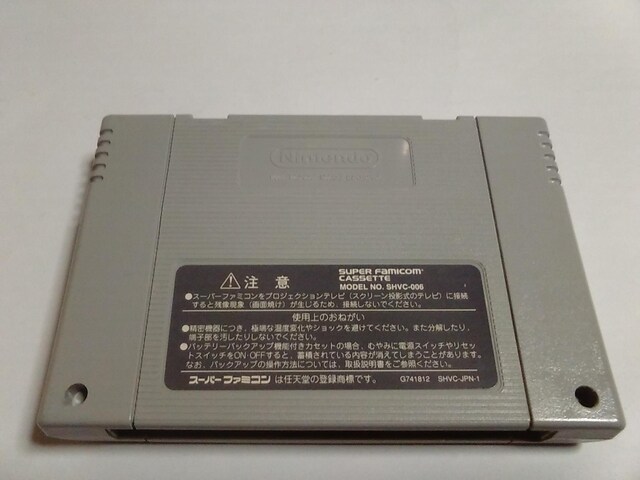 Nintendo
注意
SUPER FAMICOM
CASSETTE
MODEL NO. SHVC-006
●スーパーファミコンをプロジェクションテレビ(スクリーン投影式のテレビ)に接続
すると残像現象(画面焼け)が生じるため、接続しないでください。
使用上のおねがい
●精密機器につき、極端な温度変化やショックを避けてください。また分解したり、
端子部を汚したりしないでください。
●バッテリーバックアップ機能付きカセットの場合、むやみに電源スイッチやリセッ
トスイッチをON/OFFすると、蓄積されている内容が消えてしまうことがあります。
なお、バックアップの操作方法については、取扱説明書をご参照ください。
スーパーファミコンは任天堂の登録商標です。 G741812 SHVC-JPN-1